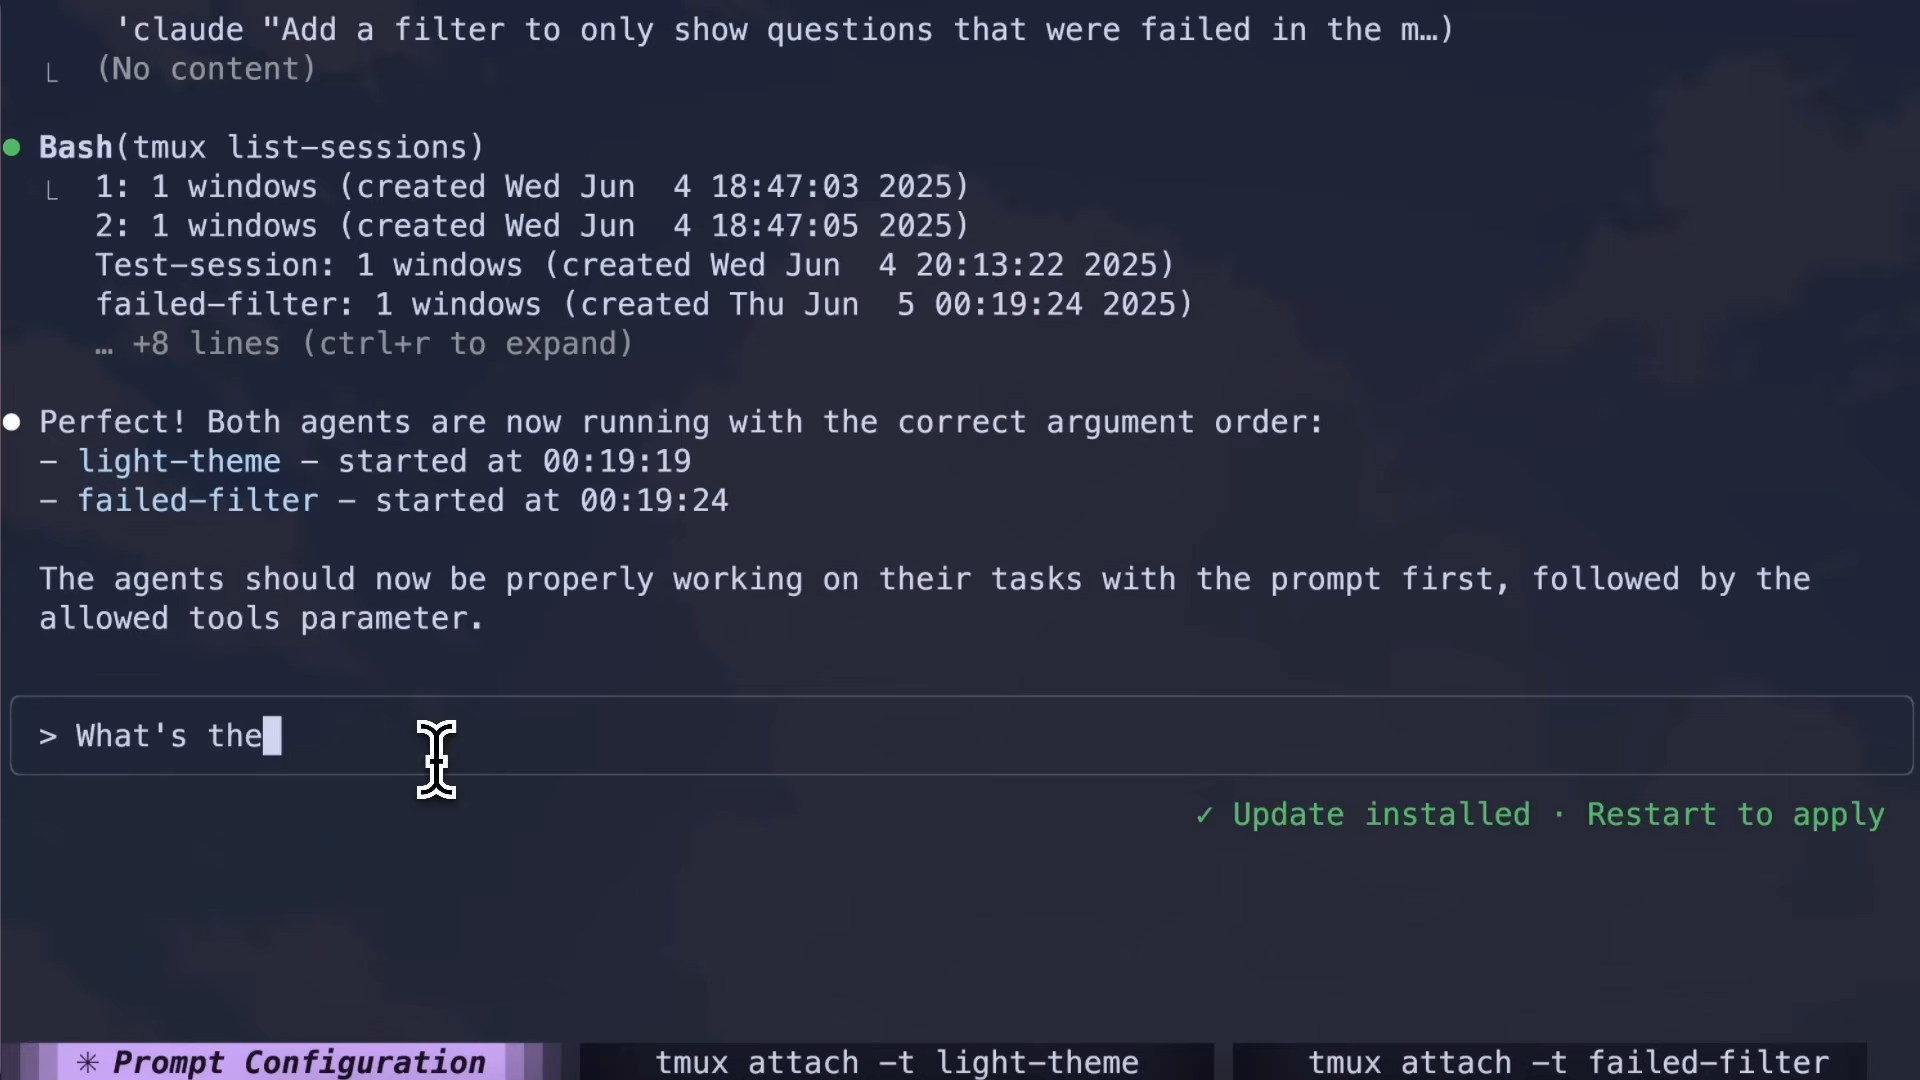 'claude "Add a filter to only show questions that were failed in the m…)
(No content)
Bash(tmux list-sessions)
1: 1 windows (created Wed Jun  4 18:47:03 2025)
2: 1 windows (created Wed Jun  4 18:47:05 2025)
Test-session: 1 windows (created Wed Jun  4 20:13:22 2025)
failed-filter: 1 windows (created Thu Jun  5 00:19:24 2025)
… +8 lines (ctrl+r to expand)
Perfect! Both agents are now running with the correct argument order:
- light-theme - started at 00:19:19
- failed-filter - started at 00:19:24
The agents should now be properly working on their tasks with the prompt first, followed by the
allowed tools parameter.
> What's the
✓ Update installed · Restart to apply
✳ Prompt Configuration
tmux attach -t light-theme
tmux attach -t failed-filter